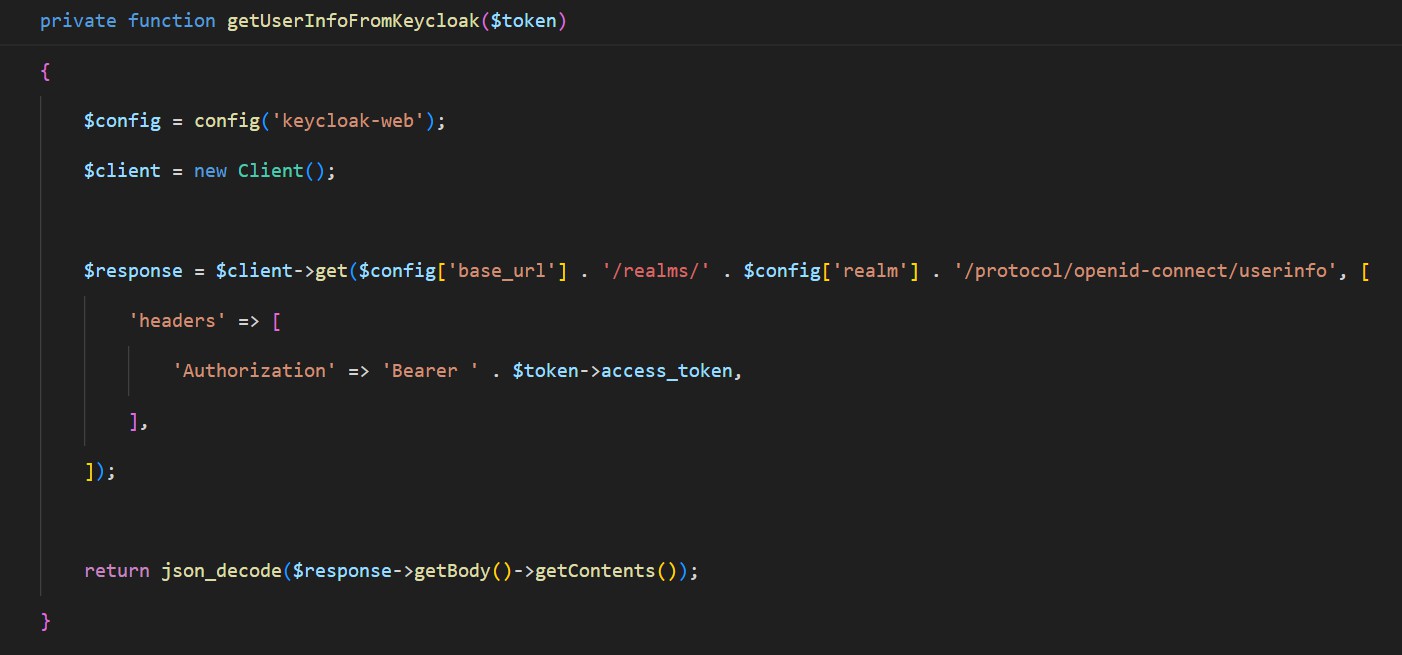 private function getUserInfoFromKeycloak($token)
{
$config = config('keycloak-web');
$client = new Client();
$response = $client->get($config['base_url'] . '/realms/' . $config['realm'] . '/protocol/openid-connect/userinfo', [
'headers' => [
'Authorization' => 'Bearer ' . $token->access_token,
],
]);
return json_decode($response->getBody()->getContents());
}